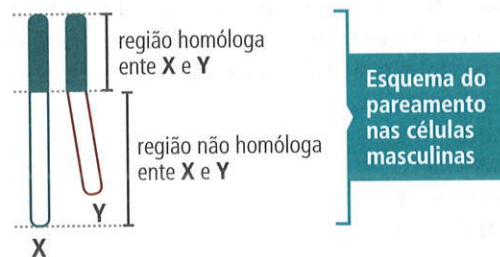 região homóloga
ente X e Y
região não homóloga
ente X e Y
Y
X
Esquema do
pareamento
nas células
masculinas